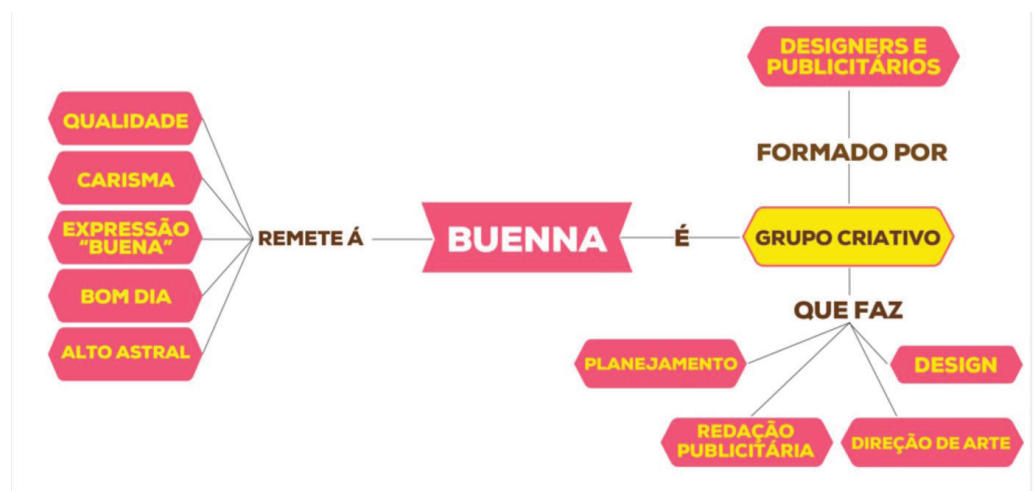 QUALIDADE
CARISMA
EXPRESSÃO
“BUENA”
BOM DIA
ALTO ASTRAL
REMETE Á
BUENNA
É
GRUPO CRIATIVO
FORMADO POR
DESIGNERS E
PUBLICITÁRIOS
QUE FAZ
PLANEJAMENTO
REDAÇÃO
PUBLICITÁRIA
DIREÇÃO DE ARTE
DESIGN